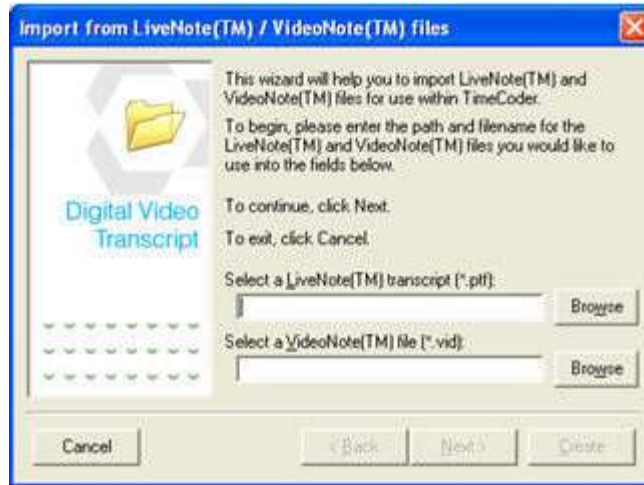 Import from LiveNote(TM) / VideoNote(TM) files
This wizard will help you to import LiveNote(TM) and
VideoNote(TM) files for use within TimeCoder.
To begin, please enter the path and filename for the
LiveNote(TM) and VideoNote(TM) files you would like to
use into the fields below.
Digital Video
Transcript
To continue, click Next.
To exit, click Cancel.
Select a LiveNote(TM) transcript (*.ptf):
Browse
Select a VideoNote(TM) file (*.vid):
Browse
Cancel
< Back
Next >
Create